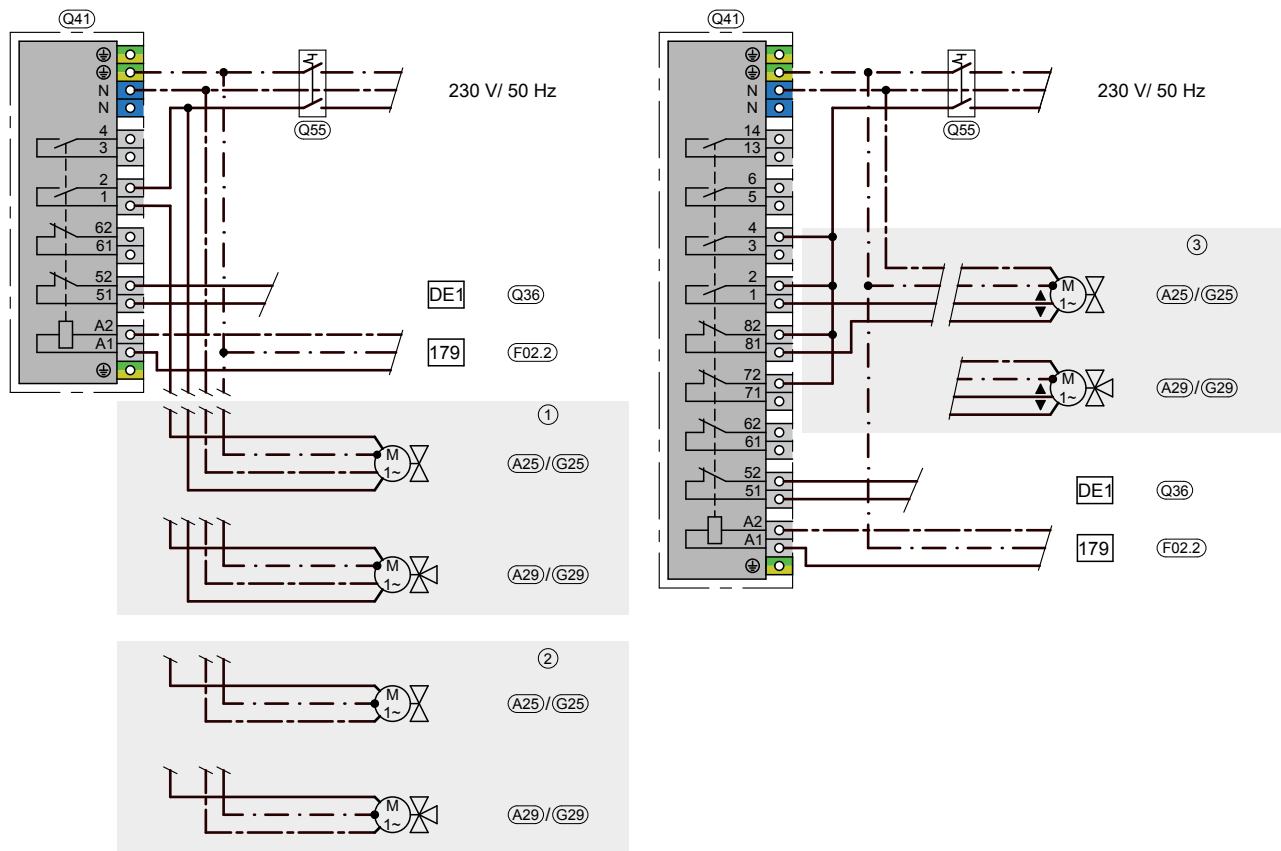 Q41
N
N
230 V/ 50 Hz
Q55
4
3
2
1
62
61
52
51
DE1 Q36
A2
A1
179 F02.2
1
M
1~
A25/G25
M
1~
A29/G29
2
M
1~
A25/G25
M
1~
A29/G29
Q41
N
N
230 V/ 50 Hz
Q55
14
13
6
5
4
3
3
2
1
M
1~
A25/G25
82
81
72
71
M
1~
A29/G29
62
61
52
51
DE1 Q36
A2
A1
179 F02.2